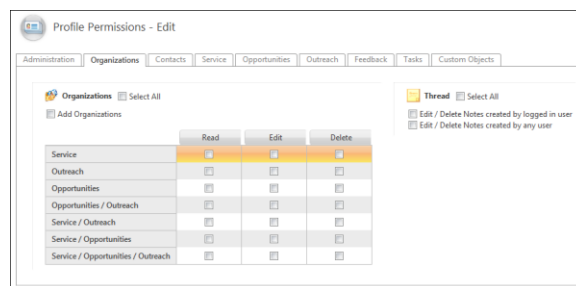 Profile Permissions - Edit
Administration Organizations Contacts Service Opportunities Outreach Feedback Tasks Custom Objects
Organizations Select All
Thread Select All
Add Organizations
Edit / Delete Notes created by logged in user
Edit / Delete Notes created by any user
Read Edit Delete
Service
Outreach
Opportunities
Opportunities / Outreach
Service / Outreach
Service / Opportunities
Service / Opportunities / Outreach